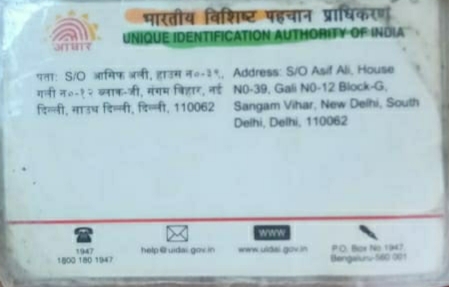 भारतीय विशिष्ट पहचान प्राधिकरण
UNIQUE IDENTIFICATION AUTHORITY OF INDIA
आधार
पता: S/O आसिफ अली, हाउस न०-३९,
गली न०-१२ ब्लाक-जी, संगम विहार, नई
दिल्ली, साउथ दिल्ली, दिल्ली, 110062
Address: S/O Asif Ali, House
N0-39, Gali N0-12 Block-G,
Sangam Vihar, New Delhi, South
Delhi, Delhi, 110062
1947
1800 180 1947
help@uidai.gov.in
WWW
www.uidai.gov.in
P.O. Box No.1947,
Bengaluru-560 001